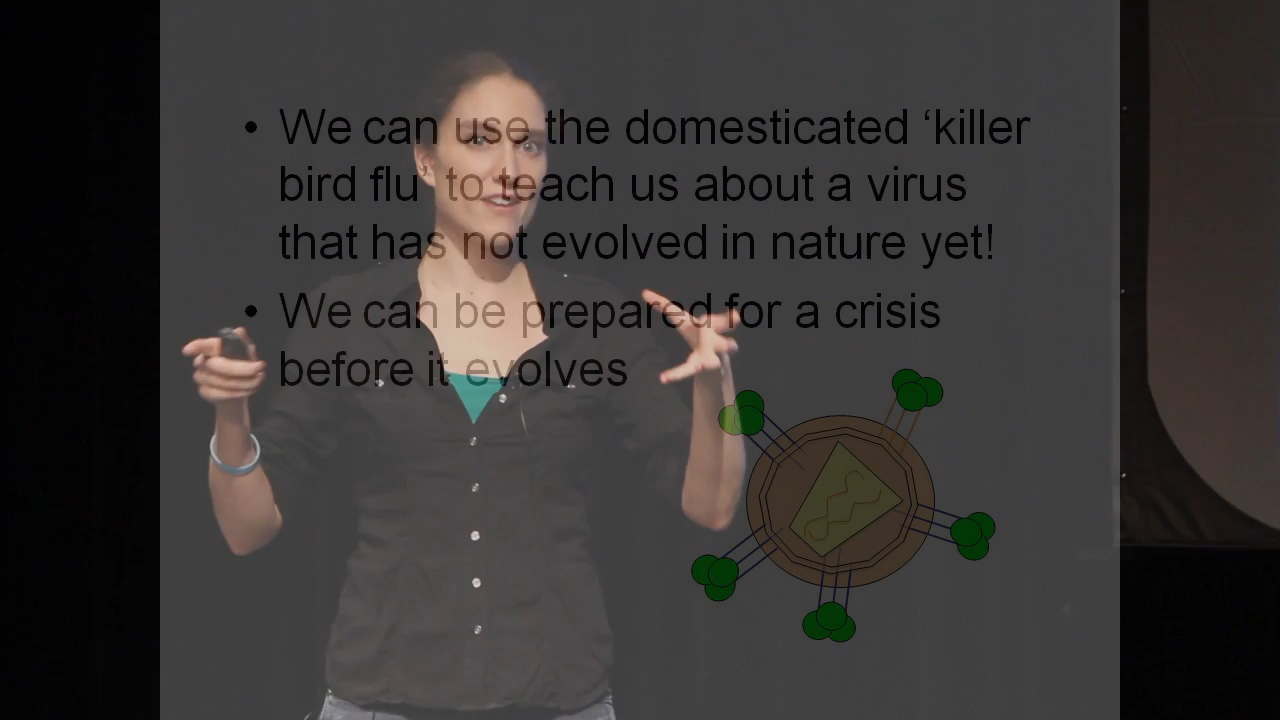 • We can use the domesticated ‘killer
bird flu’ to teach us about a virus
that has not evolved in nature yet!
• We can be prepared for a crisis
before it evolves